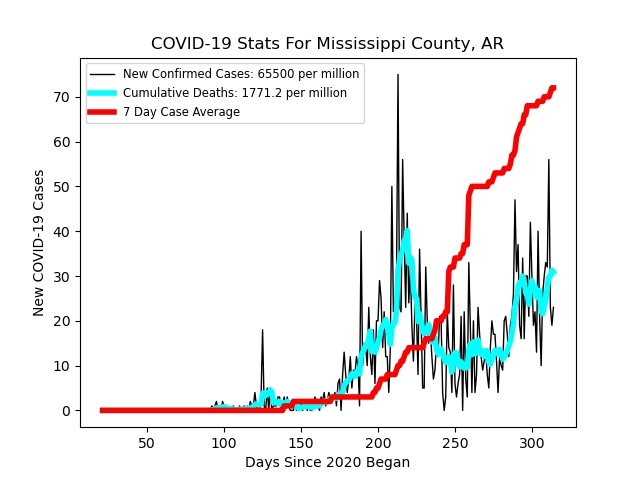 COVID-19 Stats For Mississippi County, AR
New Confirmed Cases: 65500 per million
Cumulative Deaths: 1771.2 per million
7 Day Case Average
New COVID-19 Cases
70
60
50
40
30
20
10
0
50 100 150 200 250 300
Days Since 2020 Began